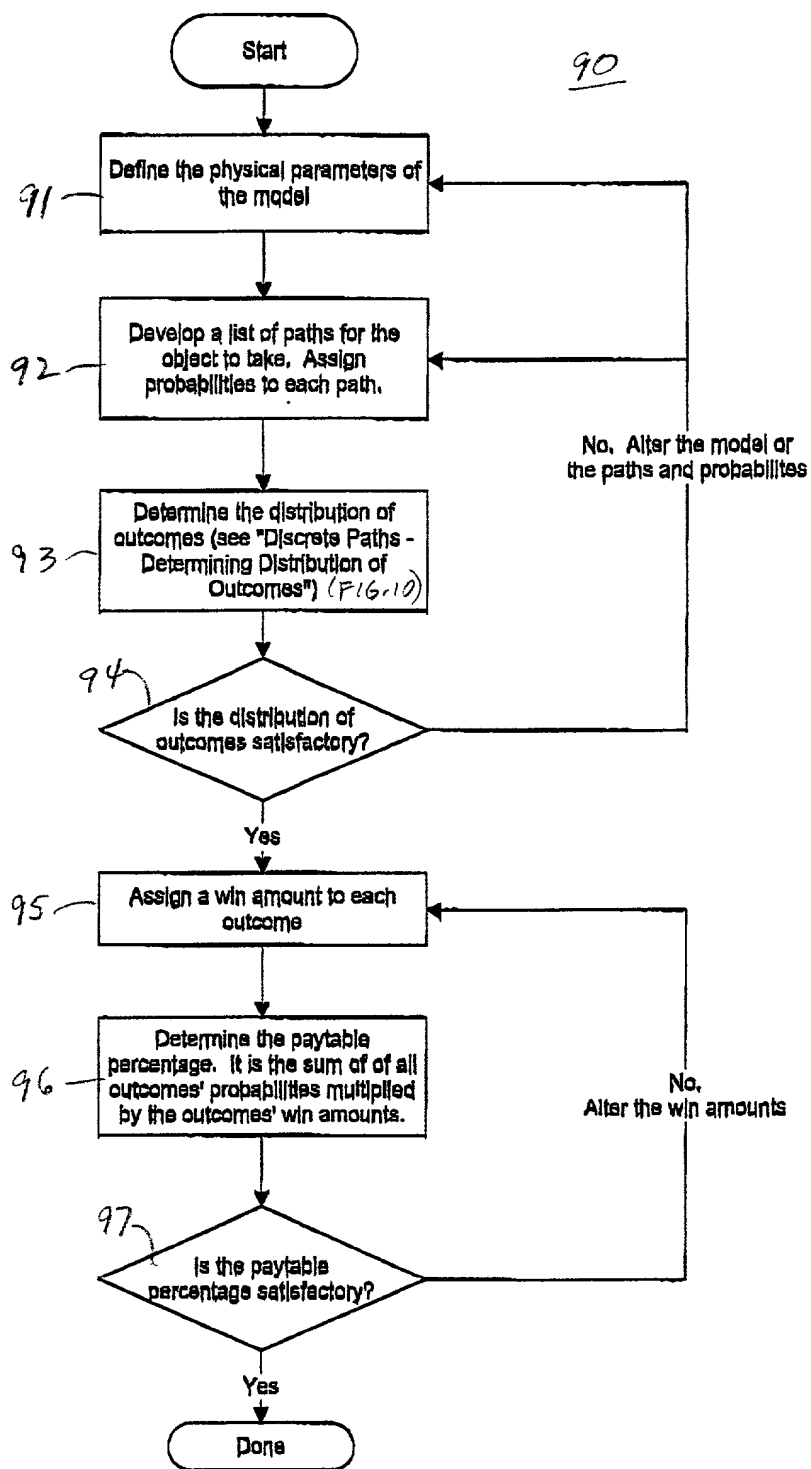 Start
90
91
Define the physical parameters of
the model
92
Develop a list of paths for the
object to take. Assign
probabilities to each path.
No. Alter the model or
the paths and probabilites
93
Determine the distribution of
outcomes (see "Discrete Paths -
Determining Distribution of
Outcomes") (FIG. 10)
94
Is the distribution of
outcomes satisfactory?
Yes
95
Assign a win amount to each
outcome
96
Determine the paytable
percentage. It is the sum of of all
outcomes' probabilities multiplied
by the outcomes' win amounts.
No.
Alter the win amounts
97
Is the paytable
percentage satisfactory?
Yes
Done